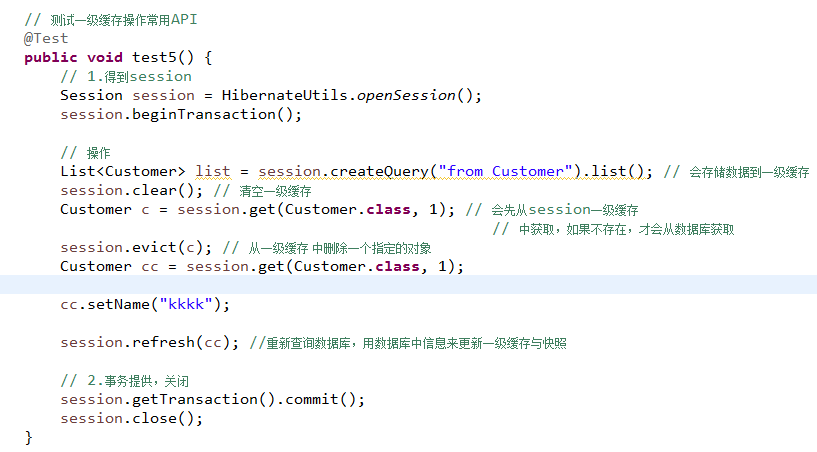 // 测试一级缓存操作常用API
@Test
public void test5() {
// 1.得到session
Session session = HibernateUtils.openSession();
session.beginTransaction();
// 操作
List<Customer> list = session.createQuery("from Customer").list(); // 会存储数据到一级缓存
session.clear(); // 清空一级缓存
Customer c = session.get(Customer.class, 1); // 会先从session一级缓存
// 中获取，如果不存在，才会从数据库获取
session.evict(c); // 从一级缓存 中删除一个指定的对象
Customer cc = session.get(Customer.class, 1);
cc.setName("kkkk");
session.refresh(cc); //重新查询数据库，用数据库中信息来更新一级缓存与快照
// 2.事务提供，关闭
session.getTransaction().commit();
session.close();
}